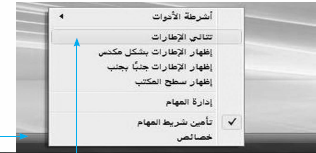 أشرطة الأدوات
تتالي الإطارات
إظهار الإطارات بشكل مكدس
إظهار الإطارات جنبًا بجنب
إظهار سطح المكتب
إدارة المهام
تأمين شريط المهام
خصائص